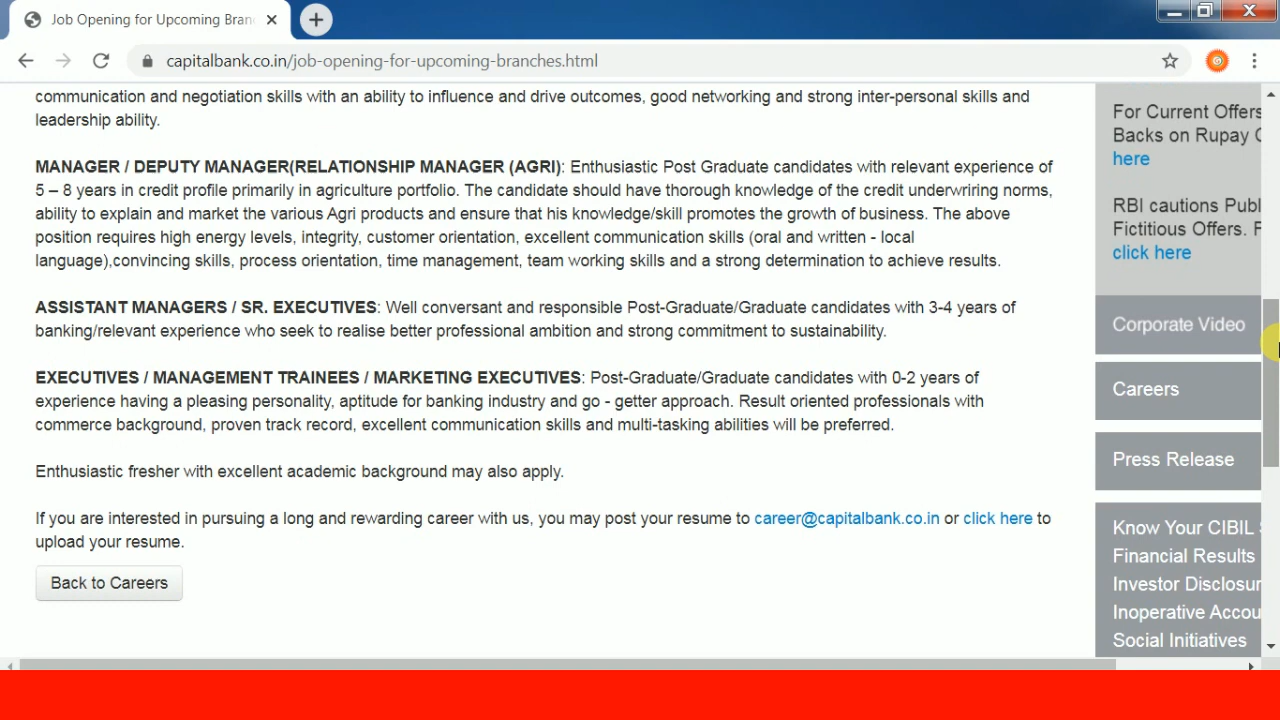 Job Opening for Upcoming Bran
capitalbank.co.in/job-opening-for-upcoming-branches.html
communication and negotiation skills with an ability to influence and drive outcomes, good networking and strong inter-personal skills and
leadership ability.
MANAGER / DEPUTY MANAGER(RELATIONSHIP MANAGER (AGRI): Enthusiastic Post Graduate candidates with relevant experience of
5 – 8 years in credit profile primarily in agriculture portfolio. The candidate should have thorough knowledge of the credit underwriring norms,
ability to explain and market the various Agri products and ensure that his knowledge/skill promotes the growth of business. The above
position requires high energy levels, integrity, customer orientation, excellent communication skills (oral and written - local
language),convincing skills, process orientation, time management, team working skills and a strong determination to achieve results.
ASSISTANT MANAGERS / SR. EXECUTIVES: Well conversant and responsible Post-Graduate/Graduate candidates with 3-4 years of
banking/relevant experience who seek to realise better professional ambition and strong commitment to sustainability.
EXECUTIVES / MANAGEMENT TRAINEES / MARKETING EXECUTIVES: Post-Graduate/Graduate candidates with 0-2 years of
experience having a pleasing personality, aptitude for banking industry and go - getter approach. Result oriented professionals with
commerce background, proven track record, excellent communication skills and multi-tasking abilities will be preferred.
Enthusiastic fresher with excellent academic background may also apply.
If you are interested in pursuing a long and rewarding career with us, you may post your resume to career@capitalbank.co.in or click here to
upload your resume.
Back to Careers
For Current Offers
Backs on Rupay C
here
RBI cautions Publ
Fictitious Offers. F
click here
Corporate Video
Careers
Press Release
Know Your CIBIL S
Financial Results
Investor Disclosur
Inoperative Accou
Social Initiatives